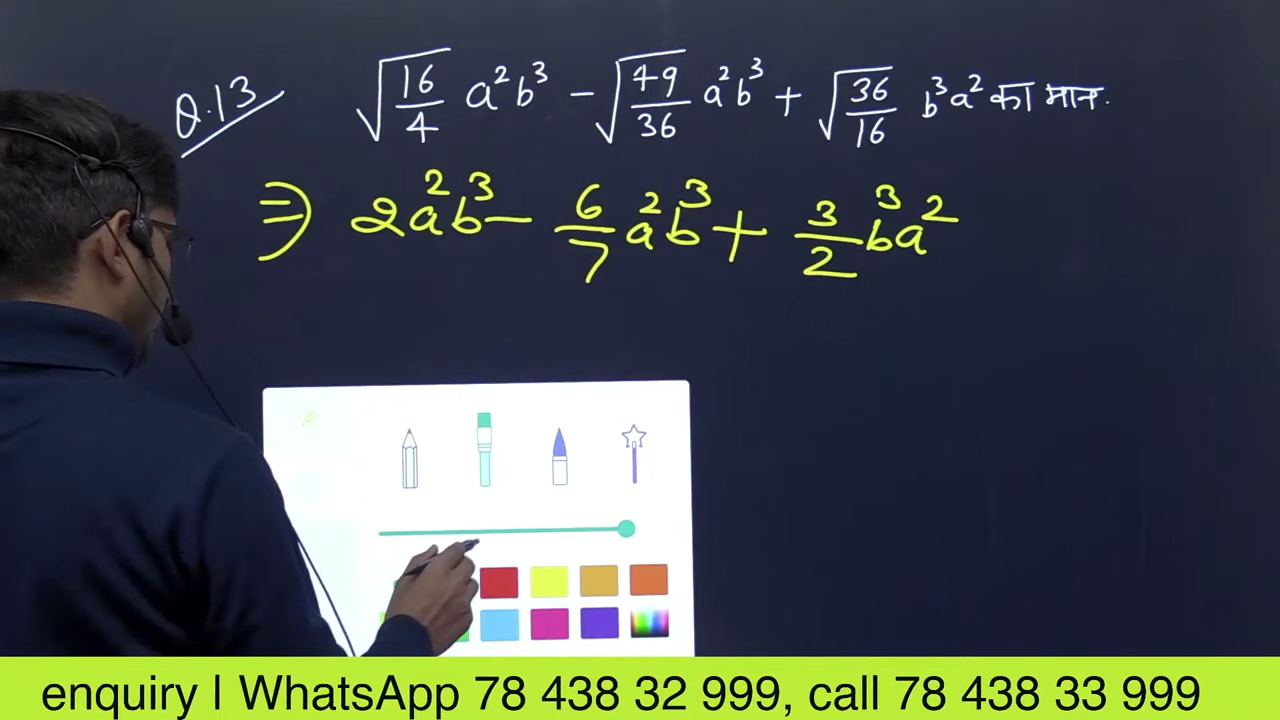 Q.13 √(16/4) a²b³ − √(49/36) a²b³ + √(36/16) b³a² का मान.
⇒ 2a²b³ − 6/7 a²b³ + 3/2 b³a²
enquiry | WhatsApp 78 438 32 999, call 78 438 33 999